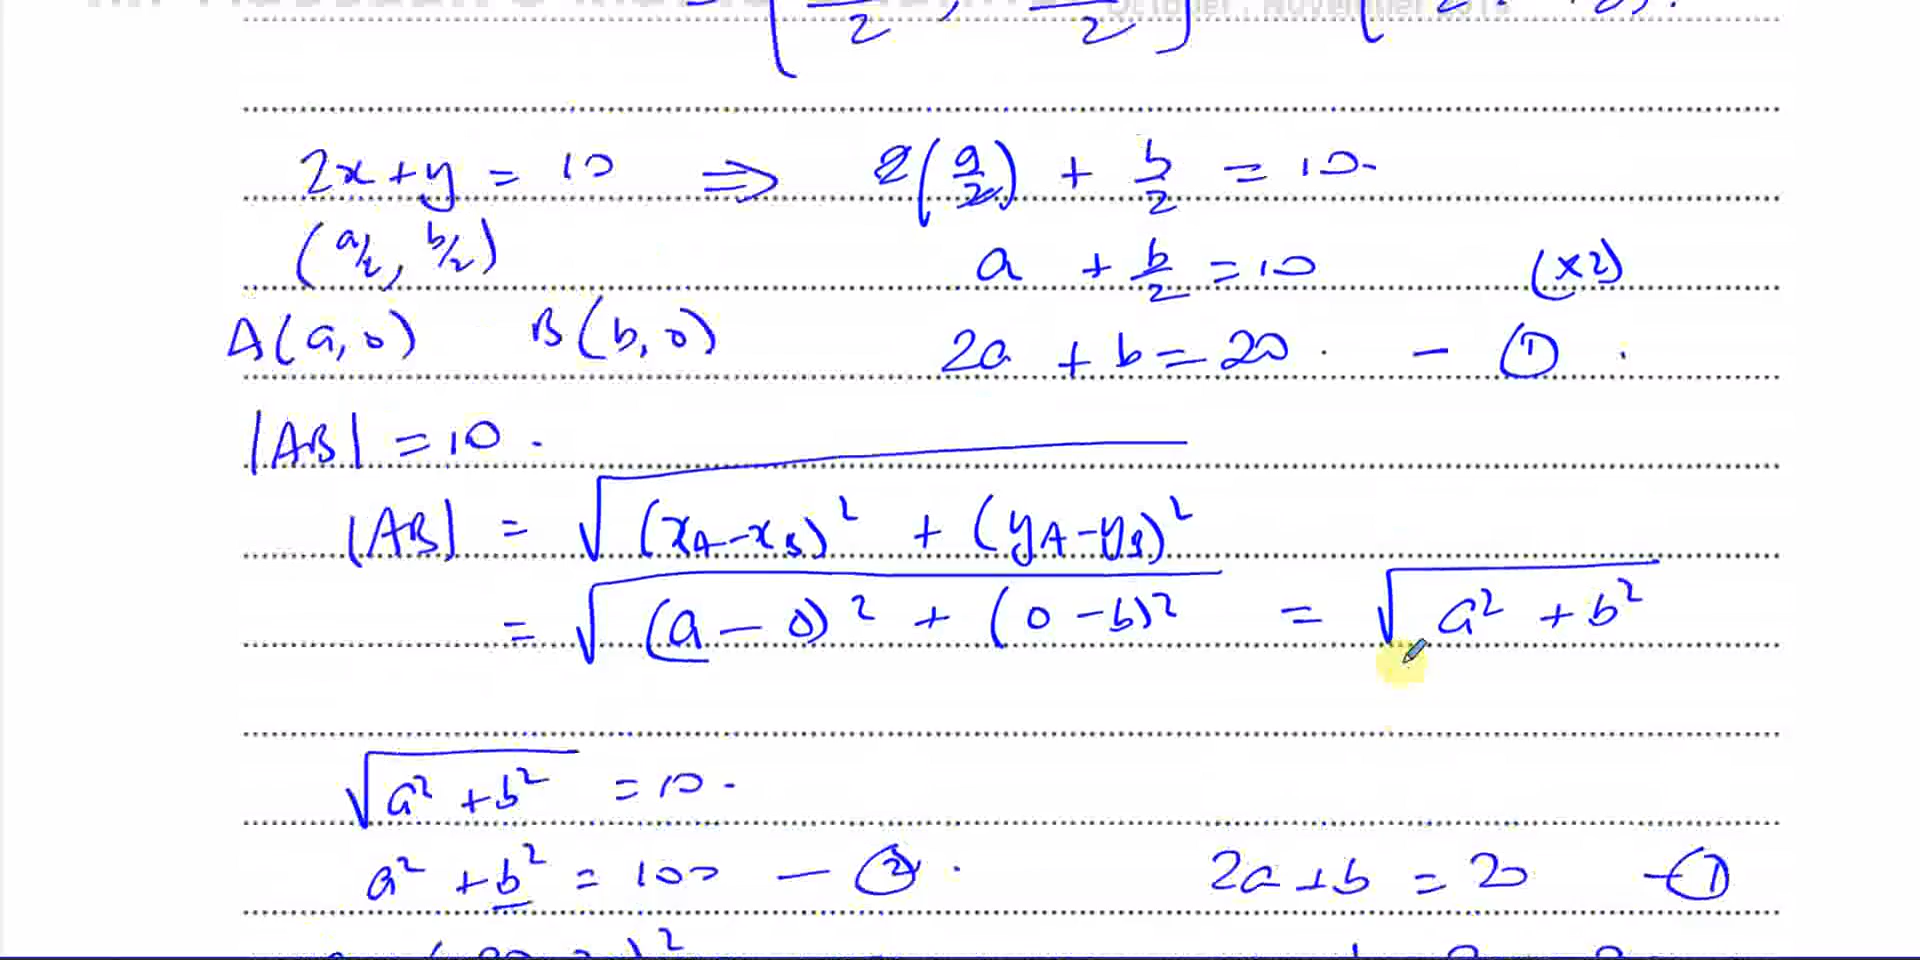 2x + y = 10 ⇒ 2(a/2) + b/2 = 10.
(a/2, b/2) a + b/2 = 10 (×2)
A(a, 0) B(b, 0) 2a + b = 20. — ①.
|AB| = 10.
|AB| = √((x_A − x_B)² + (y_A − y_B)²)
= √((a − 0)² + (0 − b)²) = √(a² + b²)
√(a² + b²) = 10.
a² + b² = 100 — ②. 2a + b = 20 — ①